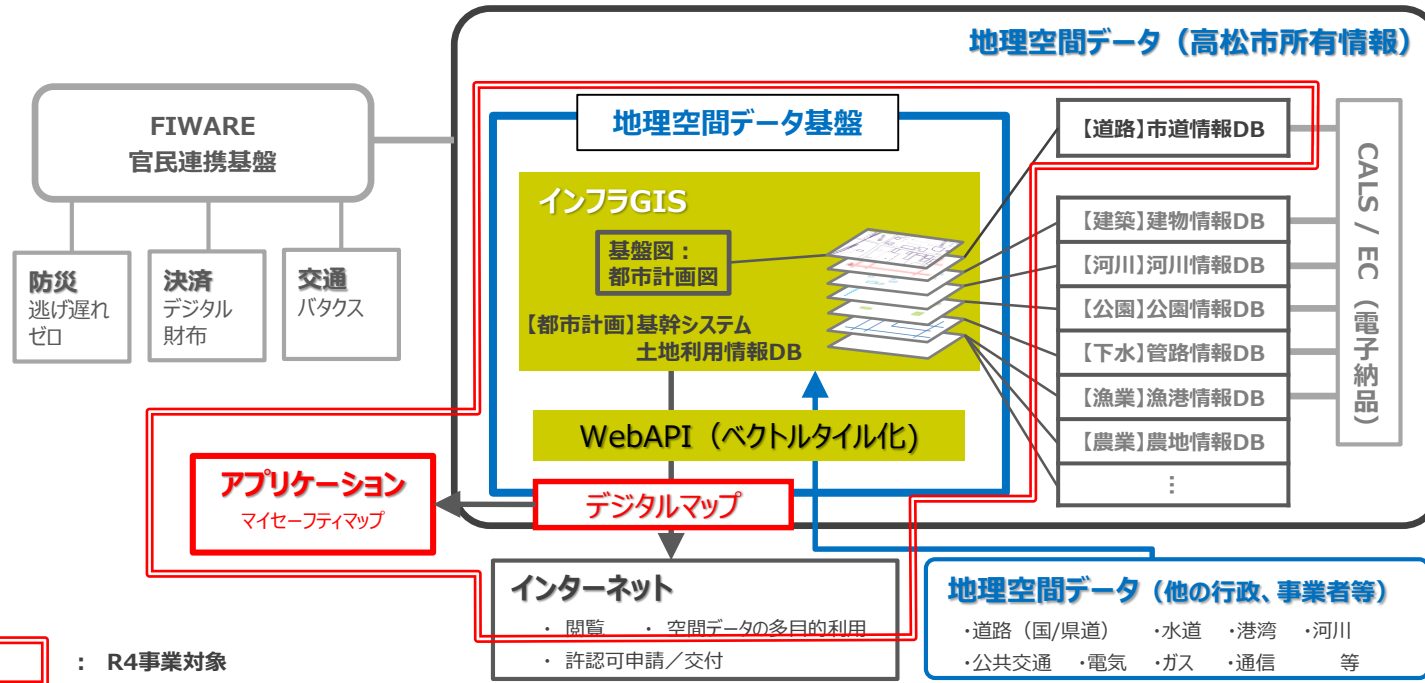 地理空間データ（高松市所有情報）
FIWARE
官民連携基盤
防災
逃げ遅れ
ゼロ
決済
デジタル
財布
交通
バタクス
地理空間データ基盤
インフラGIS
基盤図：
都市計画図
【都市計画】基幹システム
土地利用情報DB
WebAPI（ベクトルタイル化）
デジタルマップ
アプリケーション
マイセーフティマップ
【道路】市道情報DB
【建築】建物情報DB
【河川】河川情報DB
【公園】公園情報DB
【下水】管路情報DB
【漁業】漁港情報DB
【農業】農地情報DB
⋮
CALS / EC（電子納品）
インターネット
・ 閲覧　・ 空間データの多目的利用
・ 許認可申請／交付
地理空間データ（他の行政、事業者等）
・道路（国/県道）　・水道　・港湾　・河川
・公共交通　・電気　・ガス　・通信　等
： R4事業対象